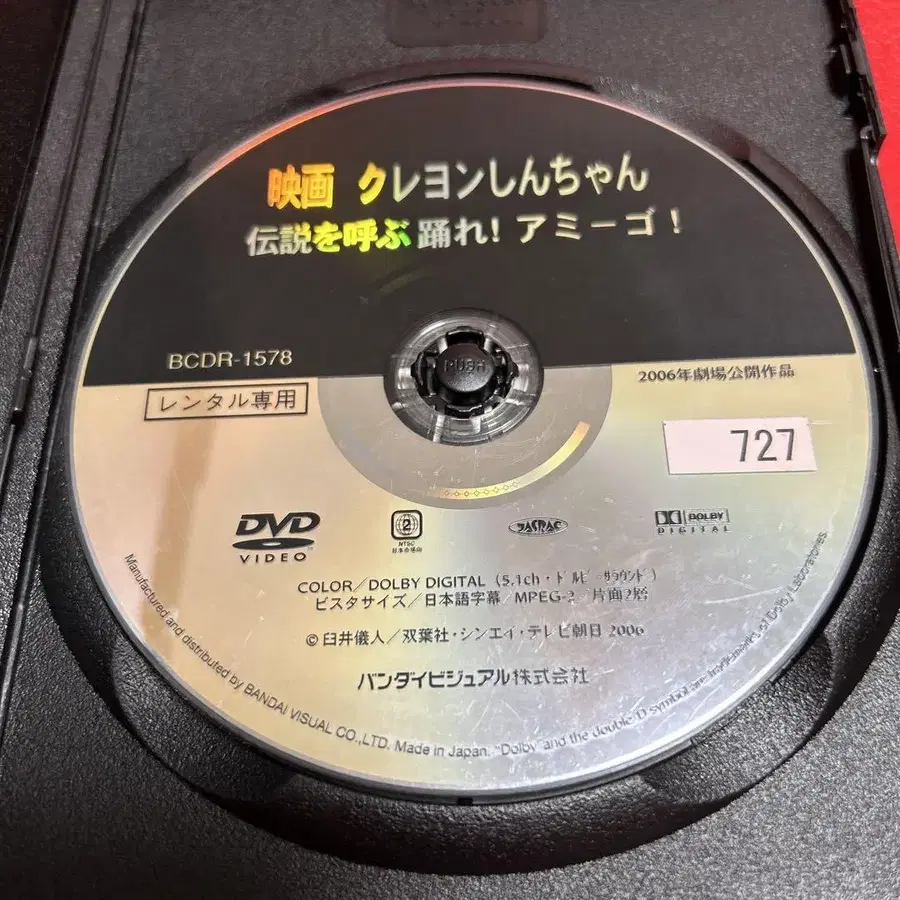 映画 クレヨンしんちゃん
伝説を呼ぶ 踊れ! アミーゴ!
PUSH
BCDR-1578
2006年劇場公開作品
レンタル専用
727
DVD
VIDEO
2
NTSC
日本市場向
JASRAC
DOLBY
DIGITAL
COLOR/DOLBY DIGITAL (5.1ch・ドルビーサラウンド)
ビスタサイズ/日本語字幕/MPEG-2/片面2層
© 臼井儀人/双葉社・シンエイ・テレビ朝日 2006
バンダイビジュアル株式会社
Manufactured and distributed by BANDAI VISUAL CO.,LTD. Made in Japan. "Dolby" and the double D symbol are trademarks of Dolby Laboratories.